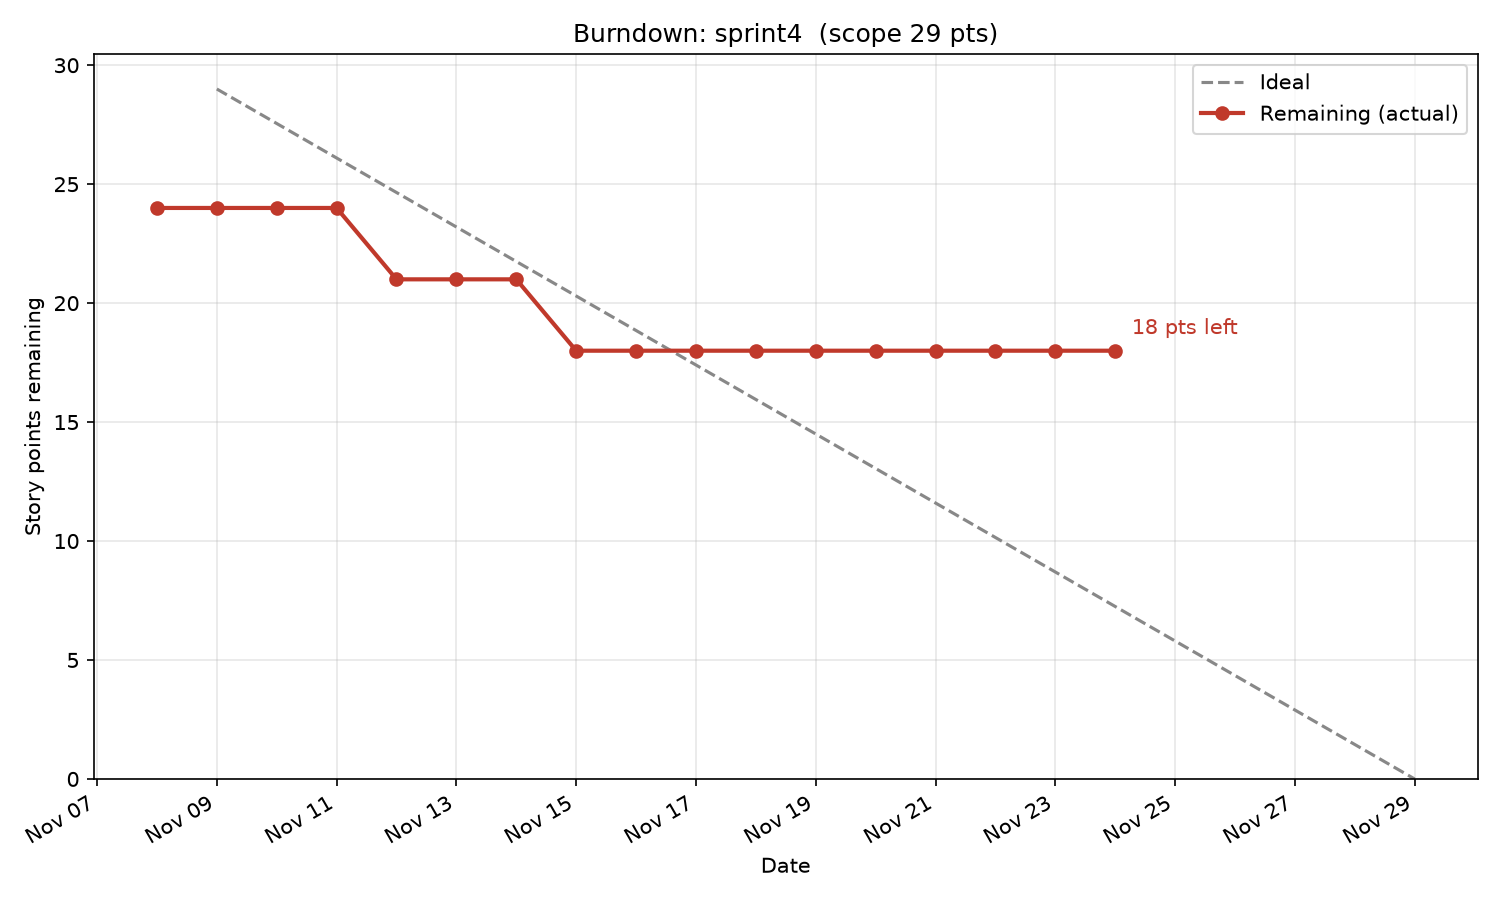 Burndown: sprint4  (scope 29 pts)
Ideal
Remaining (actual)
30
25
20
15
10
5
0
Story points remaining
18 pts left
Nov 07
Nov 09
Nov 11
Nov 13
Nov 15
Nov 17
Nov 19
Nov 21
Nov 23
Nov 25
Nov 27
Nov 29
Date